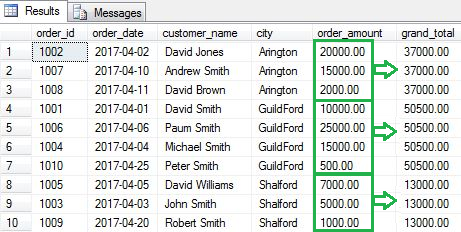 Results Messages
order_id order_date customer_name city order_amount grand_total
1 1002 2017-04-02 David Jones Arington 20000.00 37000.00
2 1007 2017-04-10 Andrew Smith Arington 15000.00 37000.00
3 1008 2017-04-11 David Brown Arington 2000.00 37000.00
4 1001 2017-04-01 David Smith GuildFord 10000.00 50500.00
5 1006 2017-04-06 Paum Smith GuildFord 25000.00 50500.00
6 1004 2017-04-04 Michael Smith GuildFord 15000.00 50500.00
7 1010 2017-04-25 Peter Smith GuildFord 500.00 50500.00
8 1005 2017-04-05 David Williams Shalford 7000.00 13000.00
9 1003 2017-04-03 John Smith Shalford 5000.00 13000.00
10 1009 2017-04-20 Robert Smith Shalford 1000.00 13000.00